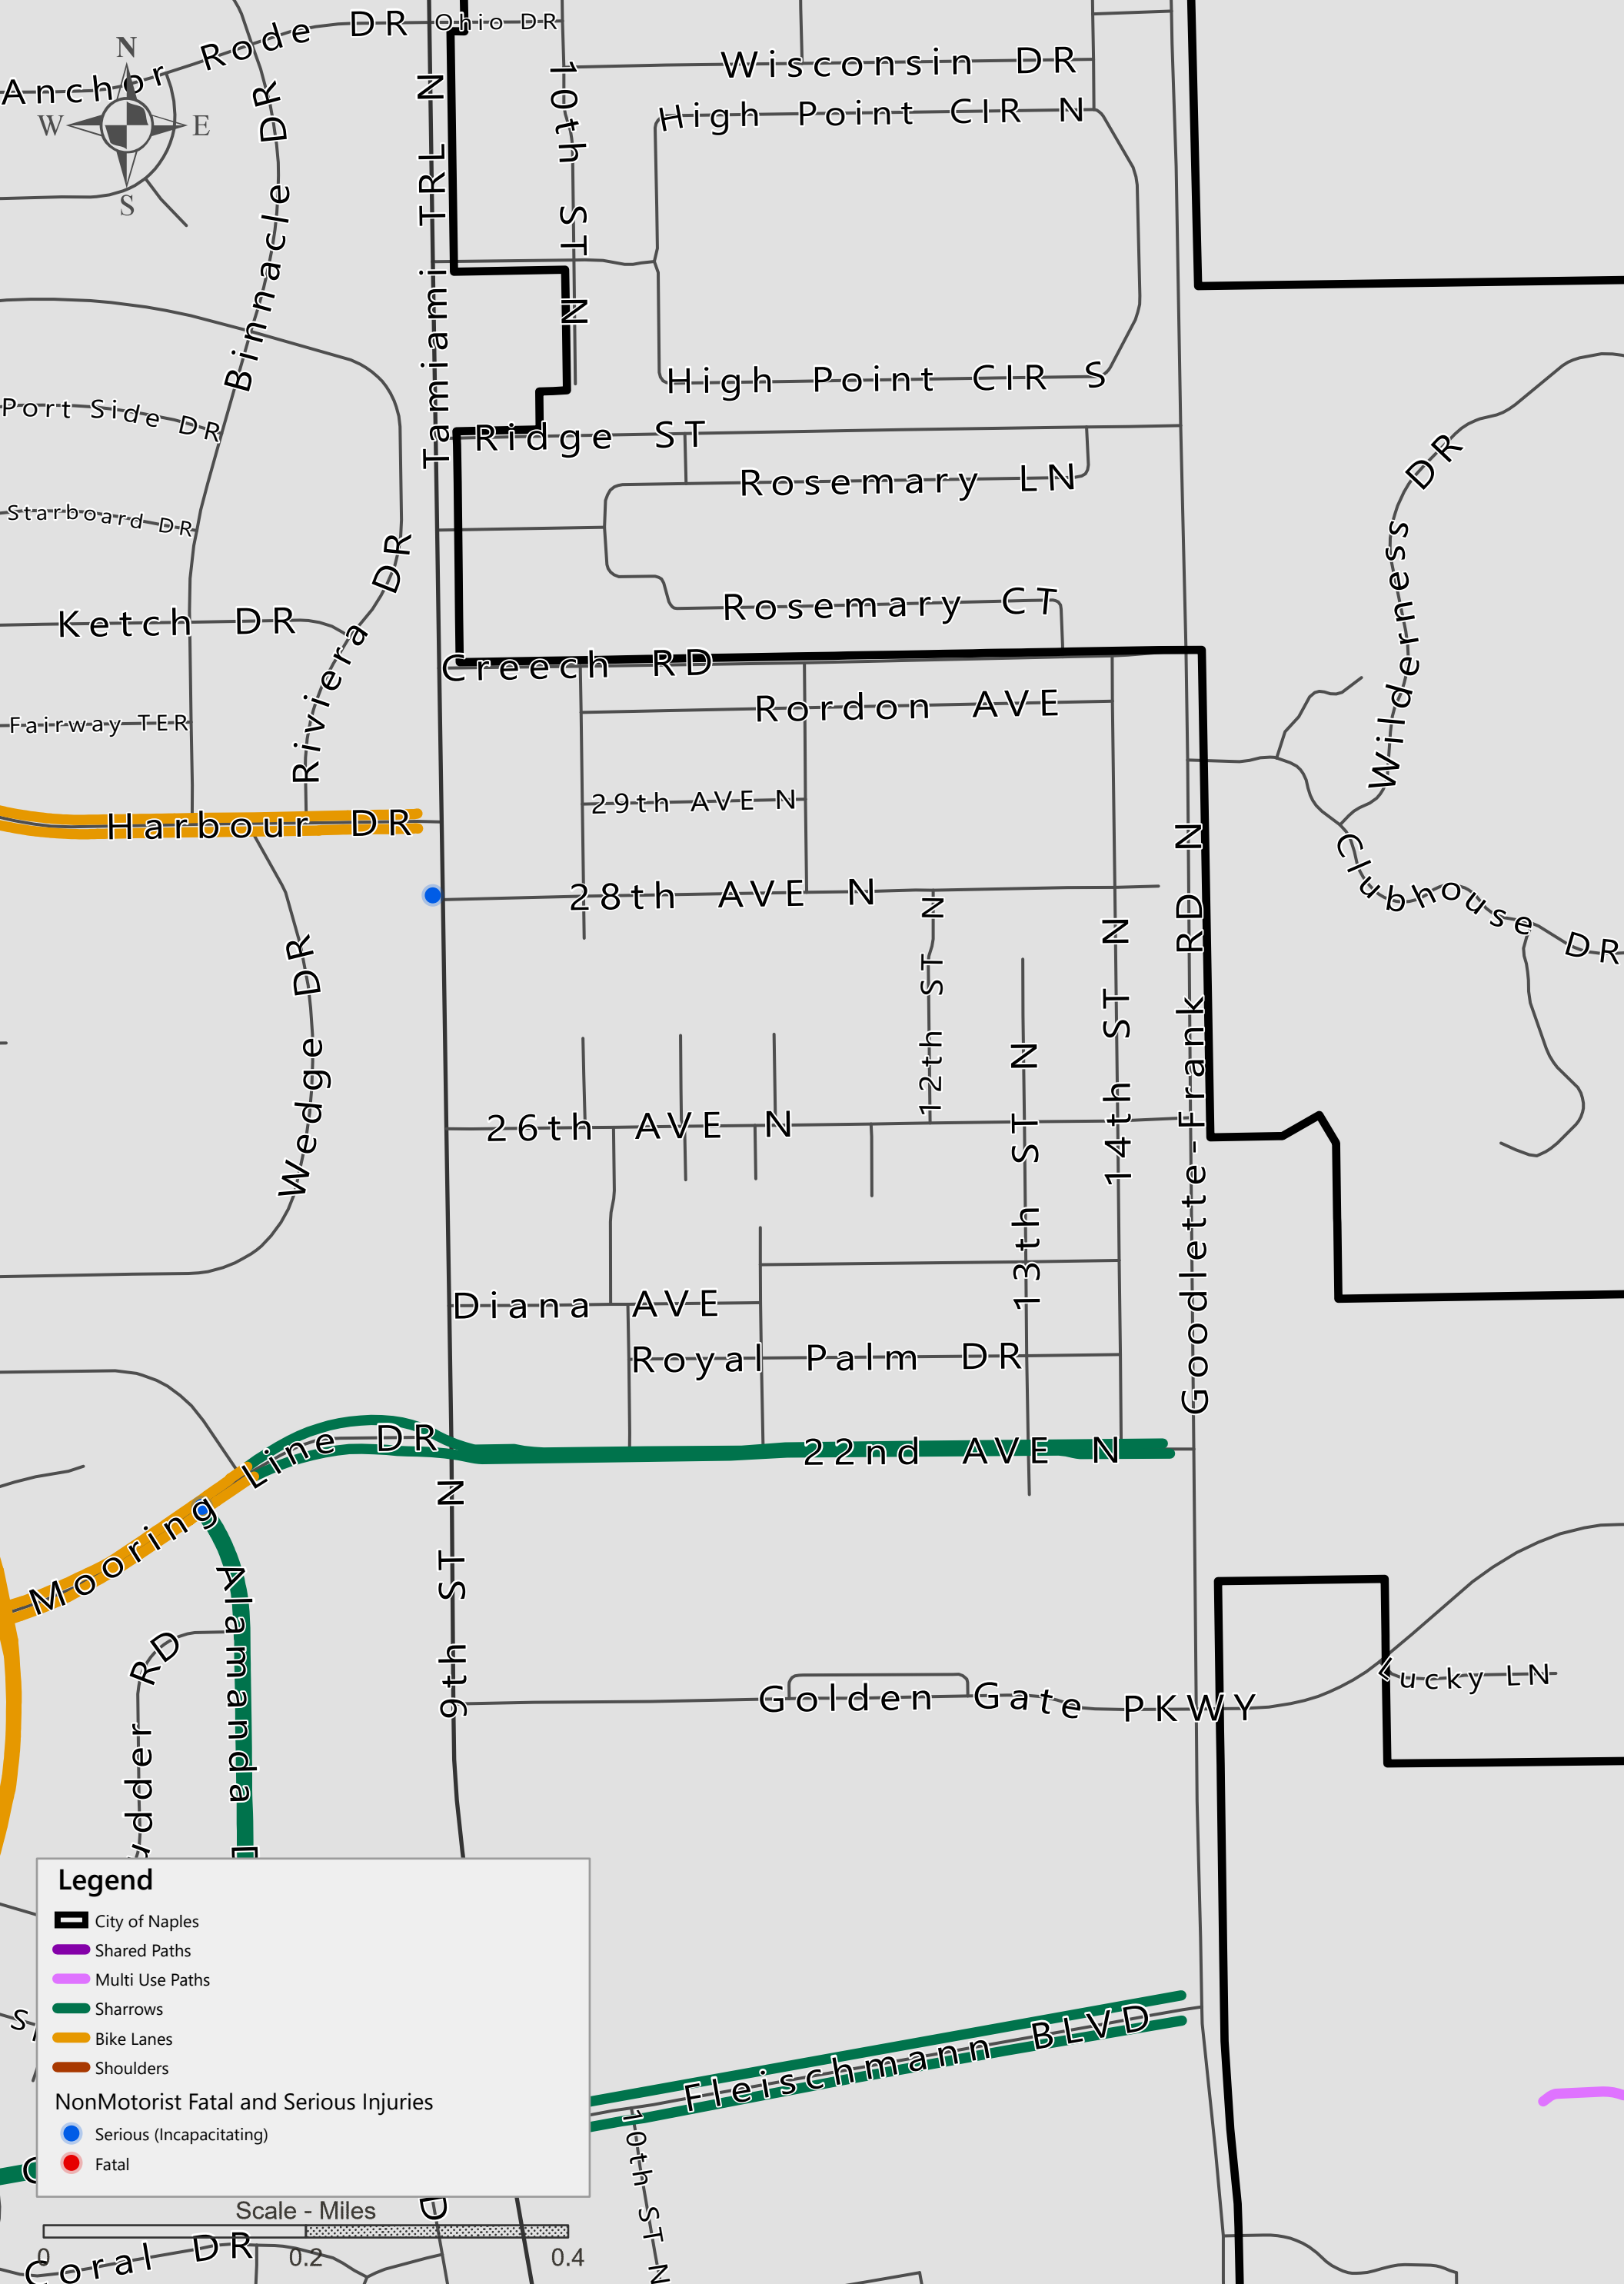 Anchor Rode DR
Ohio DR
N
W E
S
Wisconsin DR
High Point CIR N
10th ST N
Tamiami TRL N
Binnacle DR
High Point CIR S
Port Side DR
Ridge ST
Rosemary LN
Starboard DR
Wilderness DR
Rosemary CT
Ketch DR
Riviera DR
Creech RD
Rordon AVE
Fairway TER
29th AVE N
Harbour DR
28th AVE N
Clubhouse DR
Wedge DR
12th ST N
14th ST N
Goodlette-Frank RD N
26th AVE N
13th ST N
Diana AVE
Royal Palm DR
Mooring Line DR
22nd AVE N
9th ST N
Alamanda
RD
Golden Gate PKWY
Lucky LN
Legend
City of Naples
Shared Paths
Multi Use Paths
Sharrows
Bike Lanes
Shoulders
NonMotorist Fatal and Serious Injuries
Serious (Incapacitating)
Fatal
Fleischmann BLVD
10th ST N
Scale - Miles
0 0.2 0.4
Coral DR